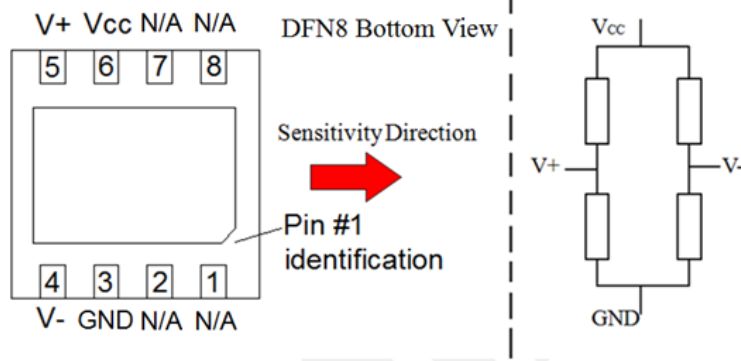 V+ Vcc N/A N/A
5 6 7 8
DFN8 Bottom View
Sensitivity Direction
Pin #1
identification
4 3 2 1
V- GND N/A N/A
Vcc
V+ V-
GND